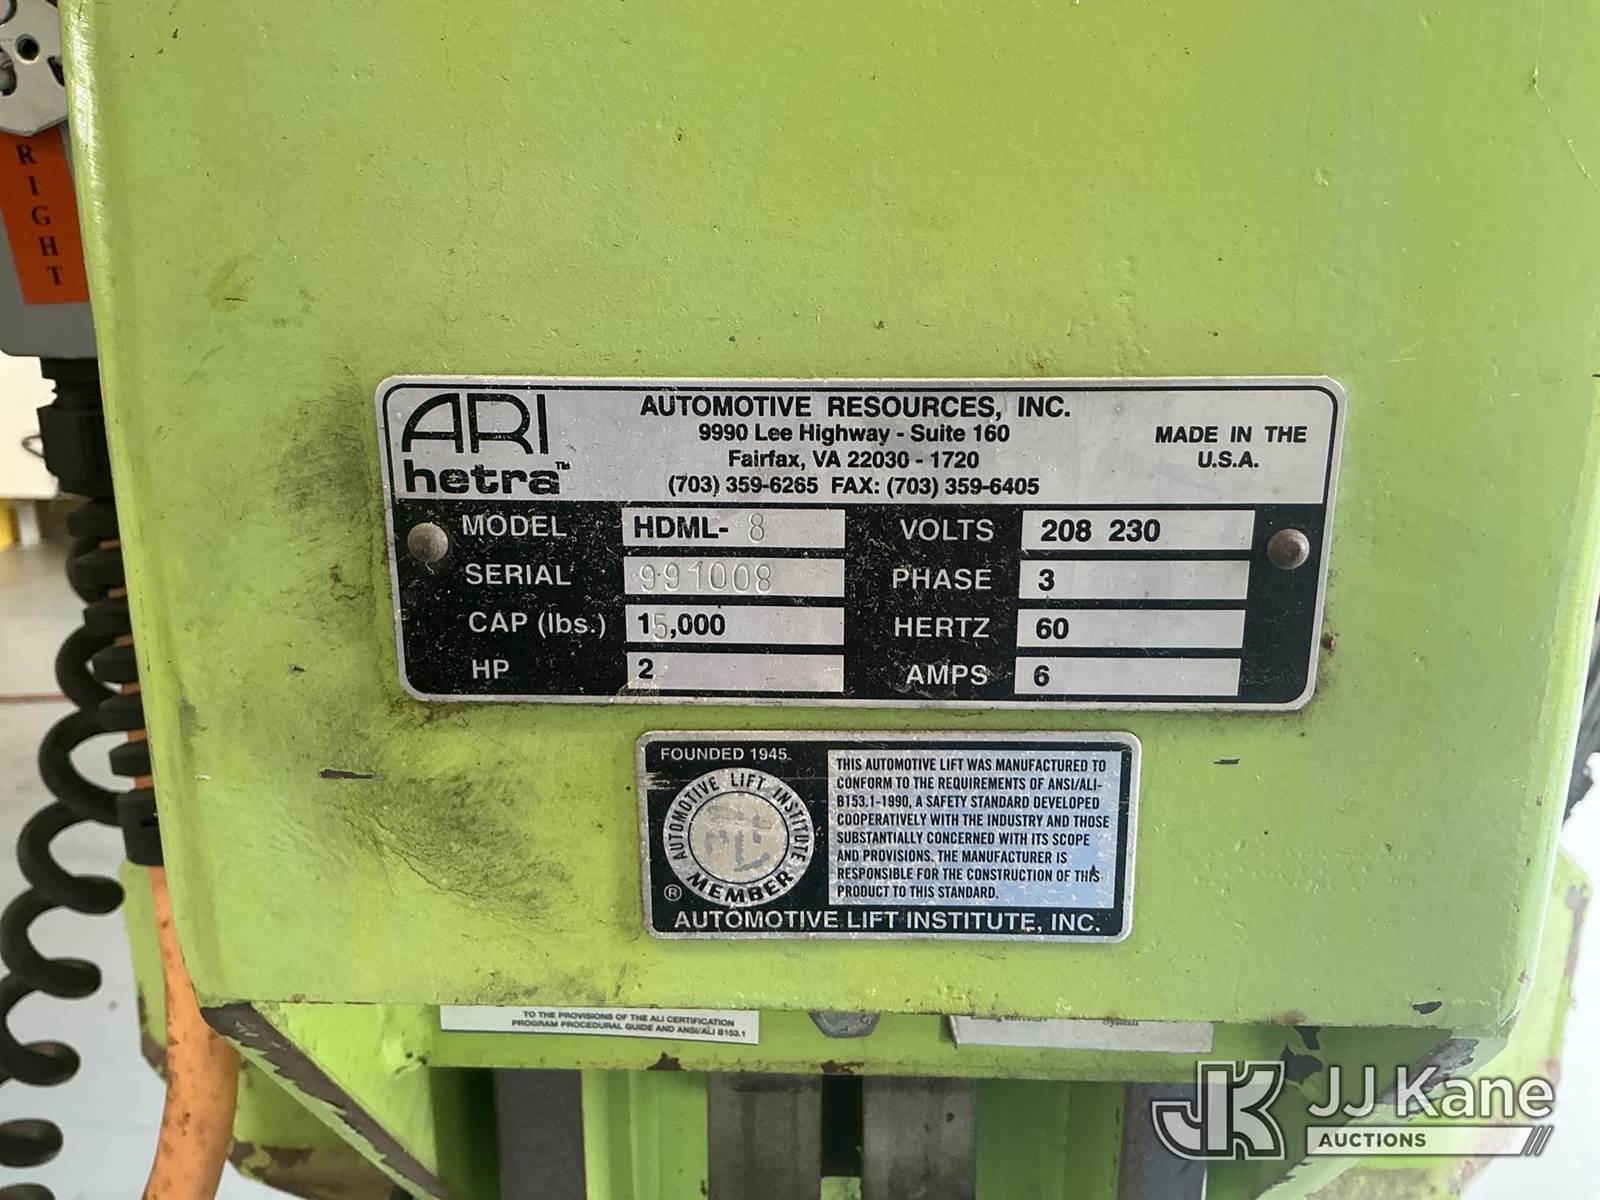 RIGHT
ARI
hetra™
AUTOMOTIVE RESOURCES, INC.
9990 Lee Highway - Suite 160
Fairfax, VA 22030 - 1720
(703) 359-6265 FAX: (703) 359-6405
MADE IN THE
U.S.A.
MODEL HDML- 8
SERIAL 991008
CAP (lbs.) 15,000
HP 2
VOLTS 208 230
PHASE 3
HERTZ 60
AMPS 6
FOUNDED 1945
AUTOMOTIVE LIFT INSTITUTE
MEMBER
®
THIS AUTOMOTIVE LIFT WAS MANUFACTURED TO
CONFORM TO THE REQUIREMENTS OF ANSI/ALI-
B153.1-1990, A SAFETY STANDARD DEVELOPED
COOPERATIVELY WITH THE INDUSTRY AND THOSE
SUBSTANTIALLY CONCERNED WITH ITS SCOPE
AND PROVISIONS. THE MANUFACTURER IS
RESPONSIBLE FOR THE CONSTRUCTION OF THIS
PRODUCT TO THIS STANDARD.
AUTOMOTIVE LIFT INSTITUTE, INC.
TO THE PROVISIONS OF THE ALI CERTIFICATION
PROGRAM PROCEDURAL GUIDE AND ANSI/ALI B153.1
System
JK JJ Kane
AUCTIONS